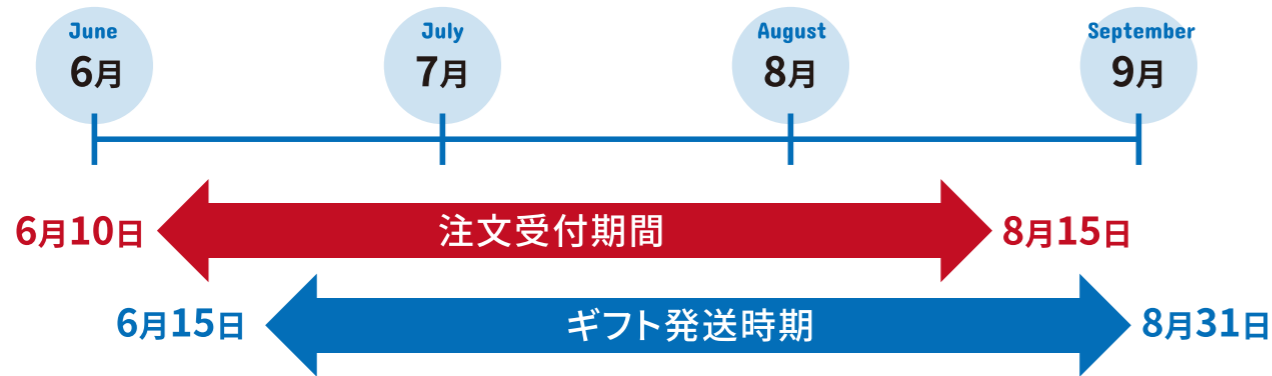 June
6月
July
7月
August
8月
September
9月
6月10日
注文受付期間
8月15日
6月15日
ギフト発送時期
8月31日